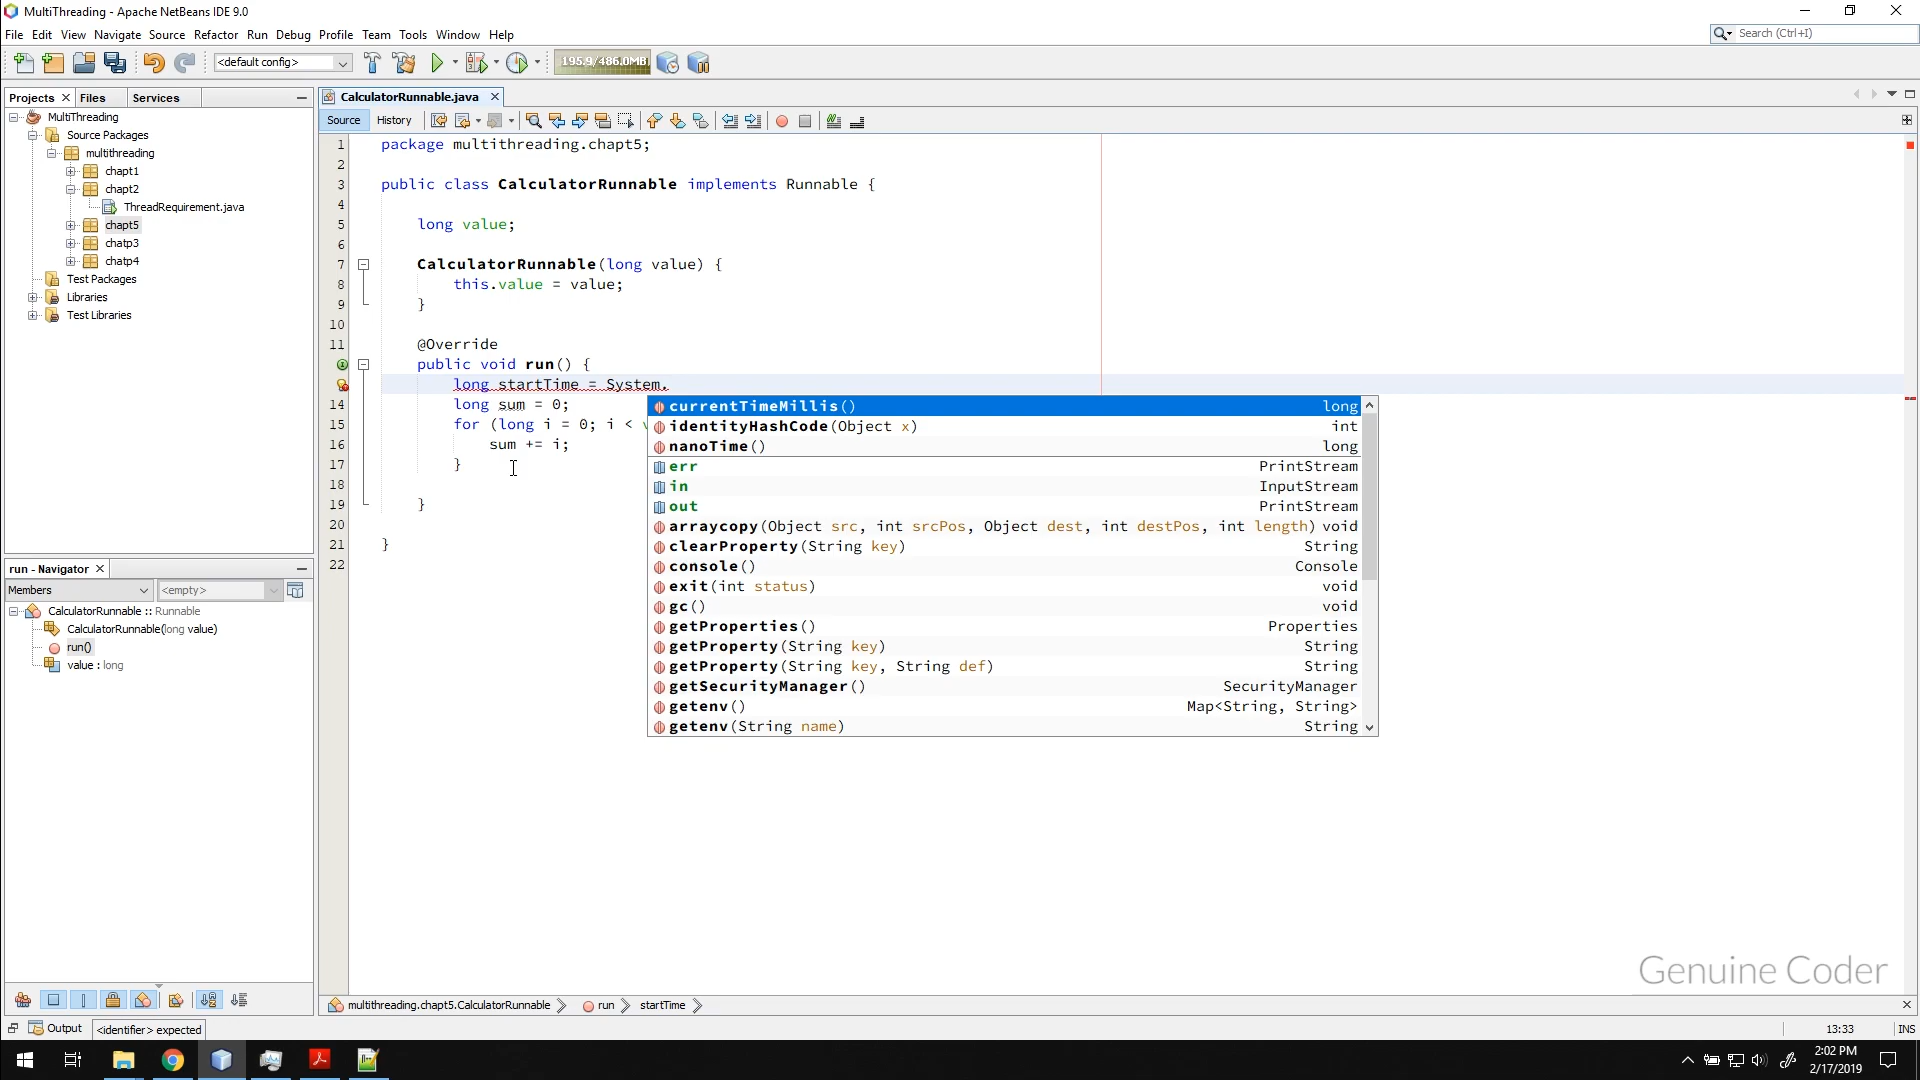 MultiThreading - Apache NetBeans IDE 9.0
File Edit View Navigate Source Refactor Run Debug Profile Team Tools Window Help
Search (Ctrl+I)
<default config>
195.9/486.0MB
Projects Files Services
CalculatorRunnable.java
Source History
MultiThreading
Source Packages
multithreading
chapt1
chapt2
ThreadRequirement.java
chapt5
chatp3
chatp4
Test Packages
Libraries
Test Libraries
1 package multithreading.chapt5;
2
3 public class CalculatorRunnable implements Runnable {
4
5 long value;
6
7 CalculatorRunnable(long value) {
8 this.value = value;
9 }
10
11 @Override
public void run() {
long startTime = System.
14 long sum = 0;
15 for (long i = 0; i <
16 sum += i;
17 }
18
19 }
20
21 }
22
currentTimeMillis() long
identityHashCode(Object x) int
nanoTime() long
err PrintStream
in InputStream
out PrintStream
arraycopy(Object src, int srcPos, Object dest, int destPos, int length) void
clearProperty(String key) String
console() Console
exit(int status) void
gc() void
getProperties() Properties
getProperty(String key) String
getProperty(String key, String def) String
getSecurityManager() SecurityManager
getenv() Map<String, String>
getenv(String name) String
run - Navigator
Members <empty>
CalculatorRunnable :: Runnable
CalculatorRunnable(long value)
run()
value : long
Genuine Coder
multithreading.chapt5.CalculatorRunnable run startTime
Output <identifier> expected
13:33 INS
2:02 PM
2/17/2019